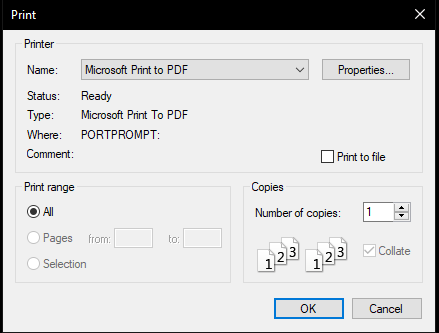 Print
Printer
Name: Microsoft Print to PDF Properties...
Status: Ready
Type: Microsoft Print To PDF
Where: PORTPROMPT:
Comment: Print to file
Print range
All
Pages from: to:
Selection
Copies
Number of copies: 1
1 2 3 1 2 3 Collate
OK Cancel